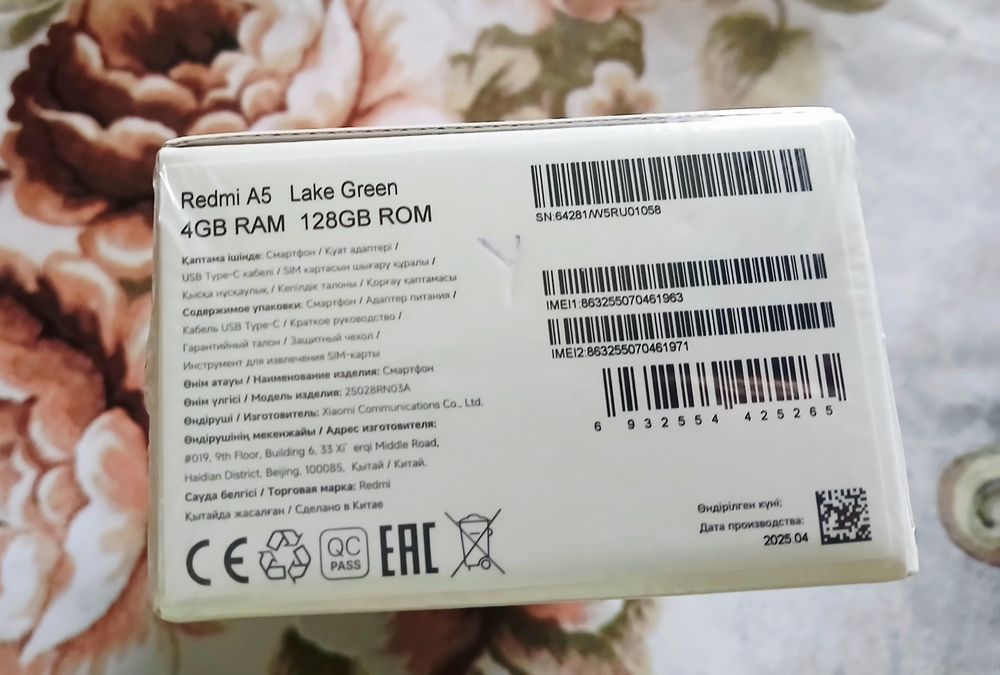 Redmi A5 Lake Green
4GB RAM 128GB ROM
Қаптама ішінде: Смартфон / Қуат адаптері /
USB Type-C кабелі / SIM картасын шығару құралы /
Қысқа нұсқаулық / Кепілдік талоны / Қорғау қаптамасы
Содержимое упаковки: Смартфон / Адаптер питания /
Кабель USB Type-C / Краткое руководство /
Гарантийный талон / Защитный чехол /
Инструмент для извлечения SIM-карты
Өнім атауы / Наименование изделия: Смартфон
Өнім үлгісі / Модель изделия: 25028RN03A
Өндіруші / Изготовитель: Xiaomi Communications Co., Ltd.
Өндірушінің мекенжайы / Адрес изготовителя:
#019, 9th Floor, Building 6, 33 Xi' erqi Middle Road,
Haidian District, Beijing, 100085, Қытай / Китай.
Сауда белгісі / Торговая марка: Redmi
Қытайда жасалған / Сделано в Китае
CE
QC
PASS
EAC
Y
SN:64281/W5RU01058
IMEI1:863255070461963
IMEI2:863255070461971
6 932554 425265
Өндірілген күні:
Дата производства:
2025.04